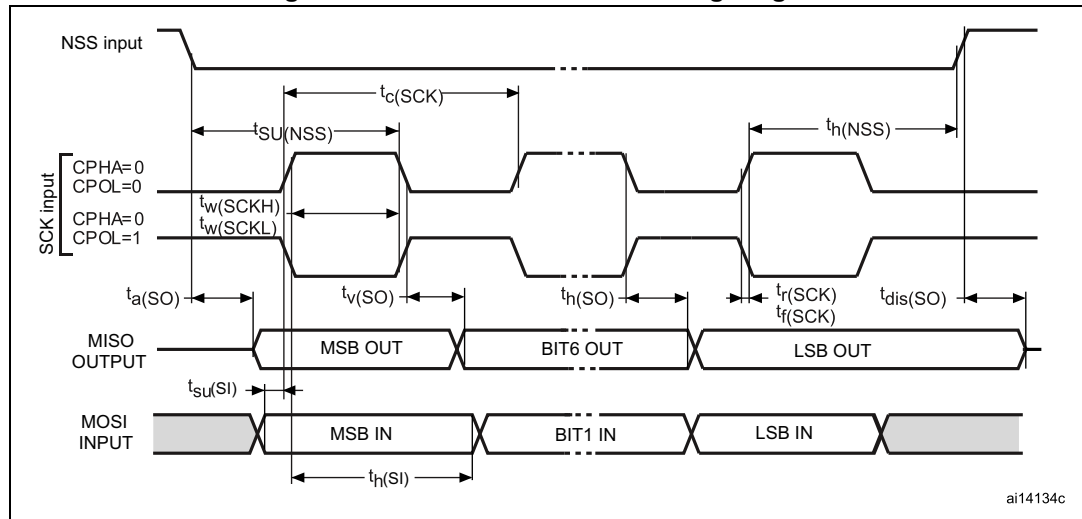 NSS input
tc(SCK)
tSU(NSS)
th(NSS)
SCK input
CPHA=0
CPOL=0
tw(SCKH)
CPHA=0
tw(SCKL)
CPOL=1
ta(SO)
tv(SO)
th(SO)
tr(SCK)
tf(SCK)
tdis(SO)
MISO
OUTPUT
MSB OUT
BIT6 OUT
LSB OUT
tsu(SI)
MOSI
INPUT
MSB IN
BIT1 IN
LSB IN
th(SI)
ai14134c